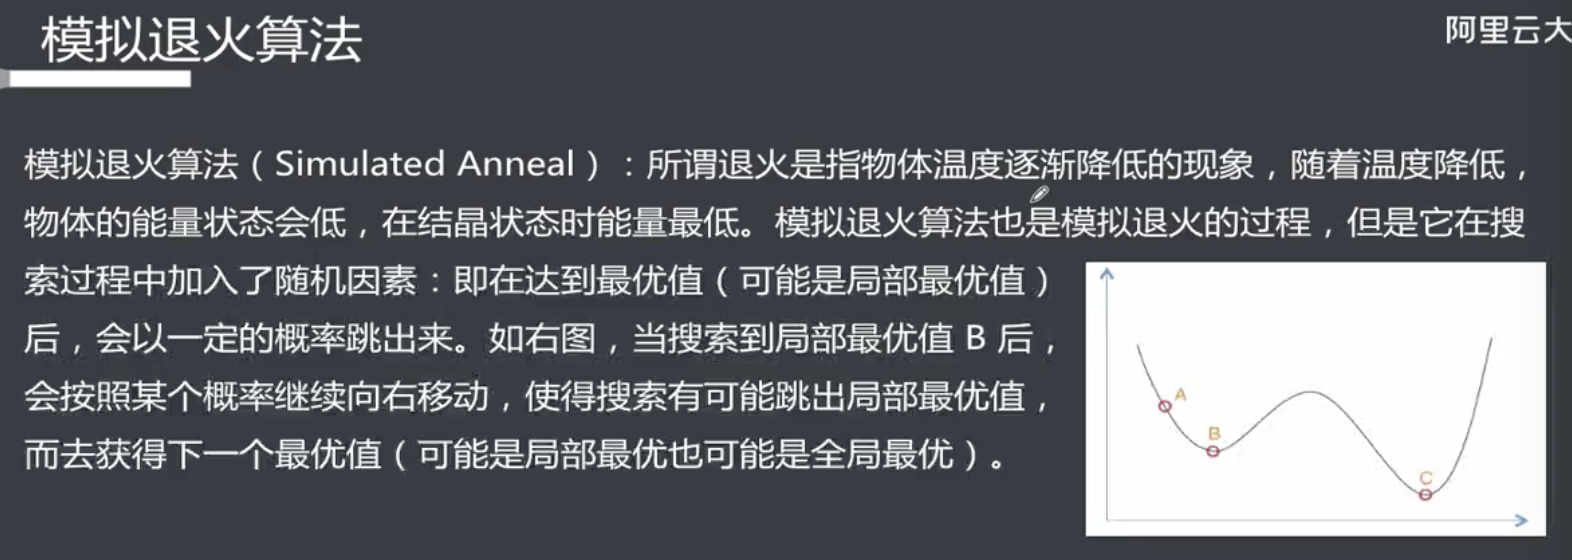 模拟退火算法
阿里云大
模拟退火算法（Simulated Anneal）：所谓退火是指物体温度逐渐降低的现象，随着温度降低，
物体的能量状态会低，在结晶状态时能量最低。模拟退火算法也是模拟退火的过程，但是它在搜
索过程中加入了随机因素：即在达到最优值（可能是局部最优值）
后，会以一定的概率跳出来。如右图，当搜索到局部最优值 B 后，
会按照某个概率继续向右移动，使得搜索有可能跳出局部最优值，
而去获得下一个最优值（可能是局部最优也可能是全局最优）。
A
B
C